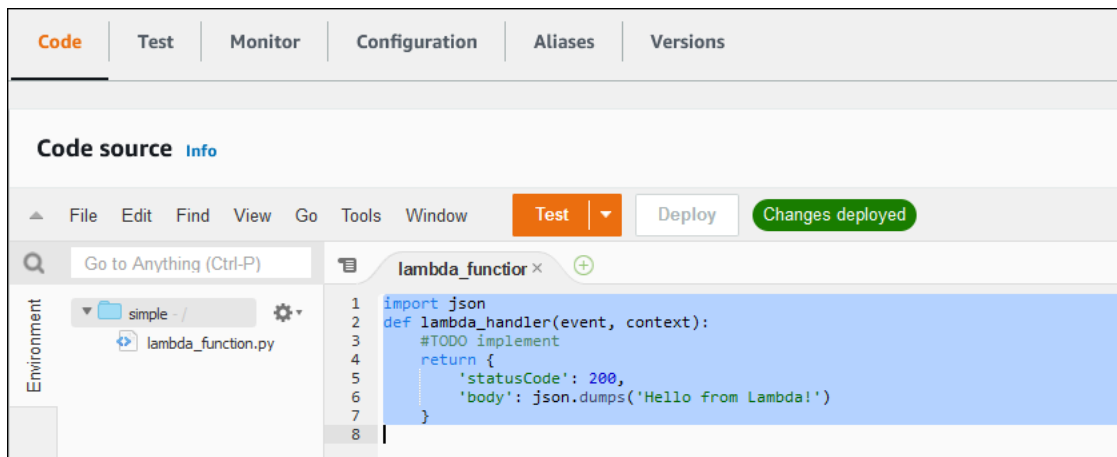 Code Test Monitor Configuration Aliases Versions
Code source Info
File Edit Find View Go Tools Window Test Deploy Changes deployed
Go to Anything (Ctrl-P) lambda_function
Environment
simple - /
lambda_function.py
1 import json
2 def lambda_handler(event, context):
3 #TODO implement
4 return {
5 'statusCode': 200,
6 'body': json.dumps('Hello from Lambda!')
7 }
8